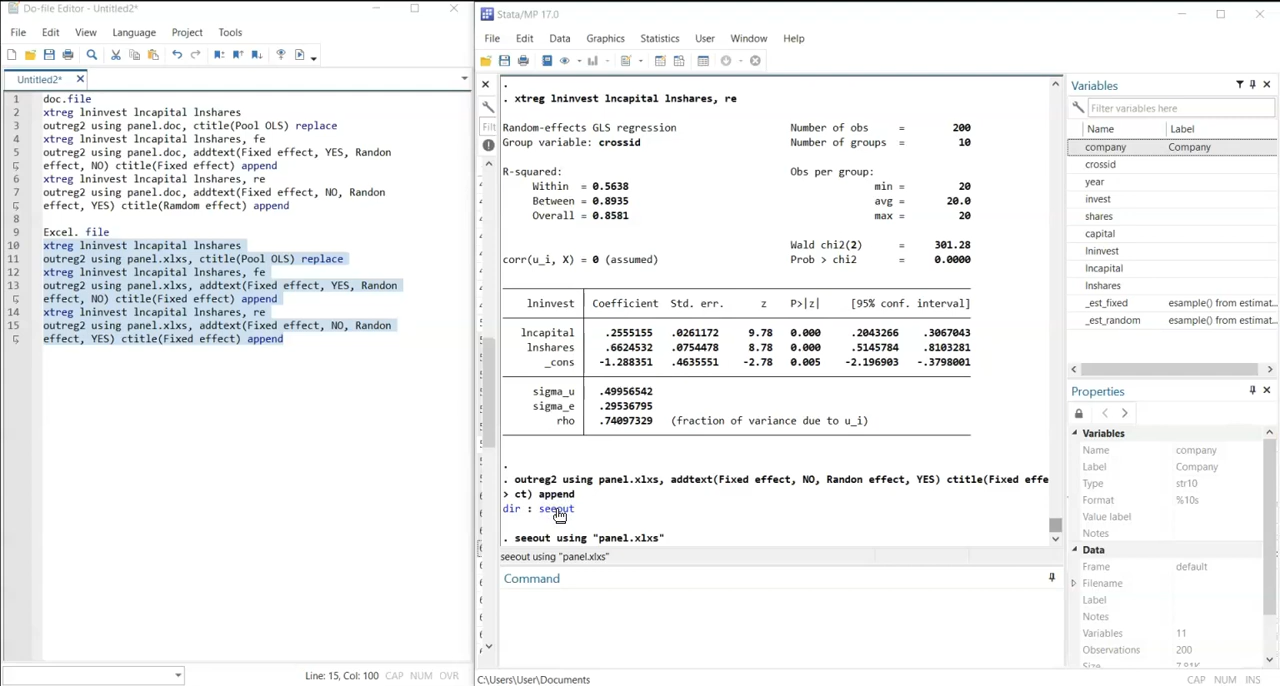 Do-file Editor - Untitled2*
File Edit View Language Project Tools
Untitled2*
1 doc.file
2 xtreg lninvest lncapital lnshares
3 outreg2 using panel.doc, ctitle(Pool OLS) replace
4 xtreg lninvest lncapital lnshares, fe
5 outreg2 using panel.doc, addtext(Fixed effect, YES, Randon
effect, NO) ctitle(Fixed effect) append
6 xtreg lninvest lncapital lnshares, re
7 outreg2 using panel.doc, addtext(Fixed effect, NO, Randon
effect, YES) ctitle(Ramdom effect) append
8
9 Excel. file
10 xtreg lninvest lncapital lnshares
11 outreg2 using panel.xlxs, ctitle(Pool OLS) replace
12 xtreg lninvest lncapital lnshares, fe
13 outreg2 using panel.xlxs, addtext(Fixed effect, YES, Randon
effect, NO) ctitle(Fixed effect) append
14 xtreg lninvest lncapital lnshares, re
15 outreg2 using panel.xlxs, addtext(Fixed effect, NO, Randon
effect, YES) ctitle(Fixed effect) append
Line: 15, Col: 100 CAP NUM OVR
Stata/MP 17.0
File Edit Data Graphics Statistics User Window Help
.
. xtreg lninvest lncapital lnshares, re
Random-effects GLS regression Number of obs = 200
Group variable: crossid Number of groups = 10
R-squared: Obs per group:
Within = 0.5638 min = 20
Between = 0.8935 avg = 20.0
Overall = 0.8581 max = 20
Wald chi2(2) = 301.28
corr(u_i, X) = 0 (assumed) Prob > chi2 = 0.0000
lninvest Coefficient Std. err. z P>|z| [95% conf. interval]
lncapital .2555155 .0261172 9.78 0.000 .2043266 .3067043
lnshares .6624532 .0754478 8.78 0.000 .5145784 .8103281
_cons -1.288351 .4635551 -2.78 0.005 -2.196903 -.3798001
sigma_u .49956542
sigma_e .29536795
rho .74097329 (fraction of variance due to u_i)
.
. outreg2 using panel.xlxs, addtext(Fixed effect, NO, Randon effect, YES) ctitle(Fixed effe
> ct) append
dir : seeout
. seeout using "panel.xlxs"
seeout using "panel.xlxs"
Command
C:\Users\User\Documents
Variables
Filter variables here
Name Label
company Company
crossid
year
invest
shares
capital
lninvest
lncapital
lnshares
_est_fixed esample() from estimat...
_est_random esample() from estimat...
Properties
Variables
Name company
Label Company
Type str10
Format %10s
Value label
Notes
Data
Frame default
Filename
Label
Notes
Variables 11
Observations 200
Size 7.81K
CAP NUM INS